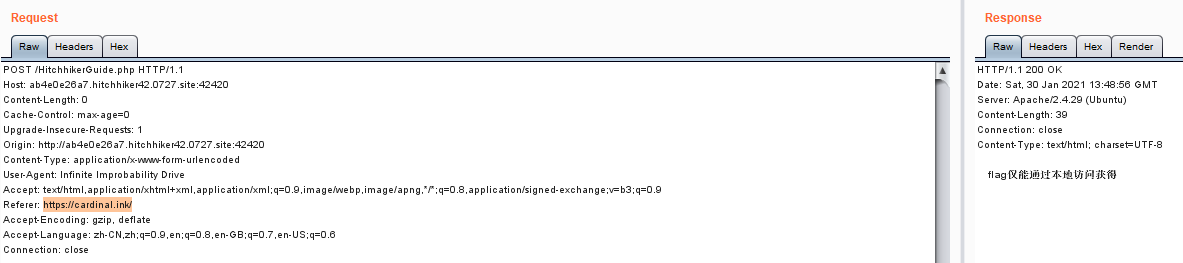 Request
Raw Headers Hex
POST /HitchhikerGuide.php HTTP/1.1
Host: ab4e0e26a7.hitchhiker42.0727.site:42420
Content-Length: 0
Cache-Control: max-age=0
Upgrade-Insecure-Requests: 1
Origin: http://ab4e0e26a7.hitchhiker42.0727.site:42420
Content-Type: application/x-www-form-urlencoded
User-Agent: Infinite Improbability Drive
Accept: text/html,application/xhtml+xml,application/xml;q=0.9,image/webp,image/apng,*/*;q=0.8,application/signed-exchange;v=b3;q=0.9
Referer: https://cardinal.ink/
Accept-Encoding: gzip, deflate
Accept-Language: zh-CN,zh;q=0.9,en;q=0.8,en-GB;q=0.7,en-US;q=0.6
Connection: close
Response
Raw Headers Hex Render
HTTP/1.1 200 OK
Date: Sat, 30 Jan 2021 13:48:56 GMT
Server: Apache/2.4.29 (Ubuntu)
Content-Length: 39
Connection: close
Content-Type: text/html; charset=UTF-8
flag仅能通过本地访问获得